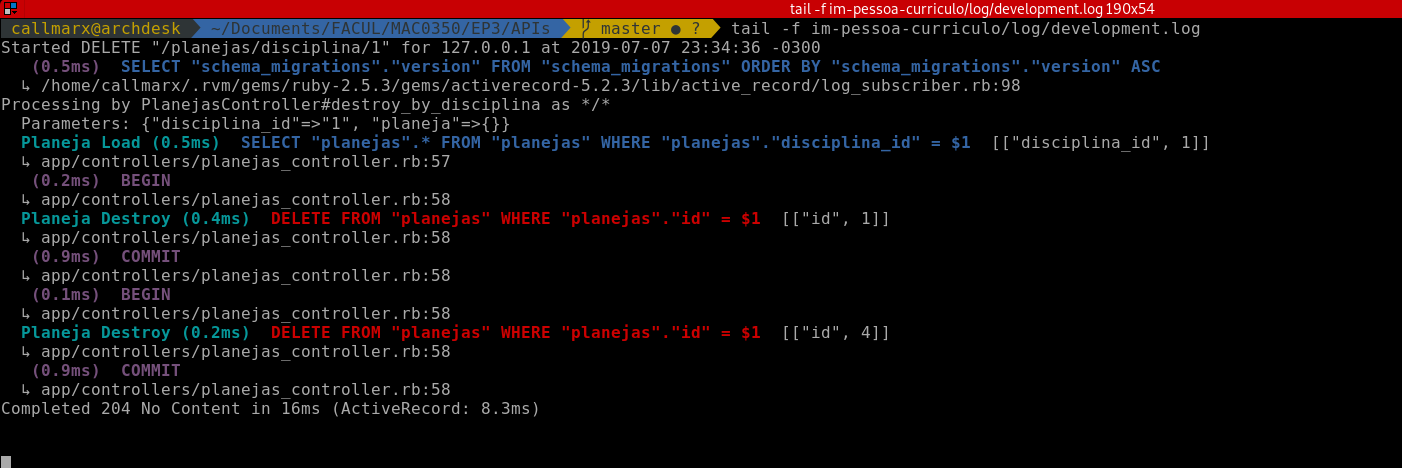 tail -f im-pessoa-curriculo/log/development.log 190x54
callmarx@archdesk ~/Documents/FACUL/MAC0350/EP3/APIs master ● ? tail -f im-pessoa-curriculo/log/development.log
Started DELETE "/planejas/disciplina/1" for 127.0.0.1 at 2019-07-07 23:34:36 -0300
(0.5ms) SELECT "schema_migrations"."version" FROM "schema_migrations" ORDER BY "schema_migrations"."version" ASC
↳ /home/callmarx/.rvm/gems/ruby-2.5.3/gems/activerecord-5.2.3/lib/active_record/log_subscriber.rb:98
Processing by PlanejasController#destroy_by_disciplina as */*
Parameters: {"disciplina_id"=>"1", "planeja"=>{}}
Planeja Load (0.5ms) SELECT "planejas".* FROM "planejas" WHERE "planejas"."disciplina_id" = $1 [["disciplina_id", 1]]
↳ app/controllers/planejas_controller.rb:57
(0.2ms) BEGIN
↳ app/controllers/planejas_controller.rb:58
Planeja Destroy (0.4ms) DELETE FROM "planejas" WHERE "planejas"."id" = $1 [["id", 1]]
↳ app/controllers/planejas_controller.rb:58
(0.9ms) COMMIT
↳ app/controllers/planejas_controller.rb:58
(0.1ms) BEGIN
↳ app/controllers/planejas_controller.rb:58
Planeja Destroy (0.2ms) DELETE FROM "planejas" WHERE "planejas"."id" = $1 [["id", 4]]
↳ app/controllers/planejas_controller.rb:58
(0.9ms) COMMIT
↳ app/controllers/planejas_controller.rb:58
Completed 204 No Content in 16ms (ActiveRecord: 8.3ms)